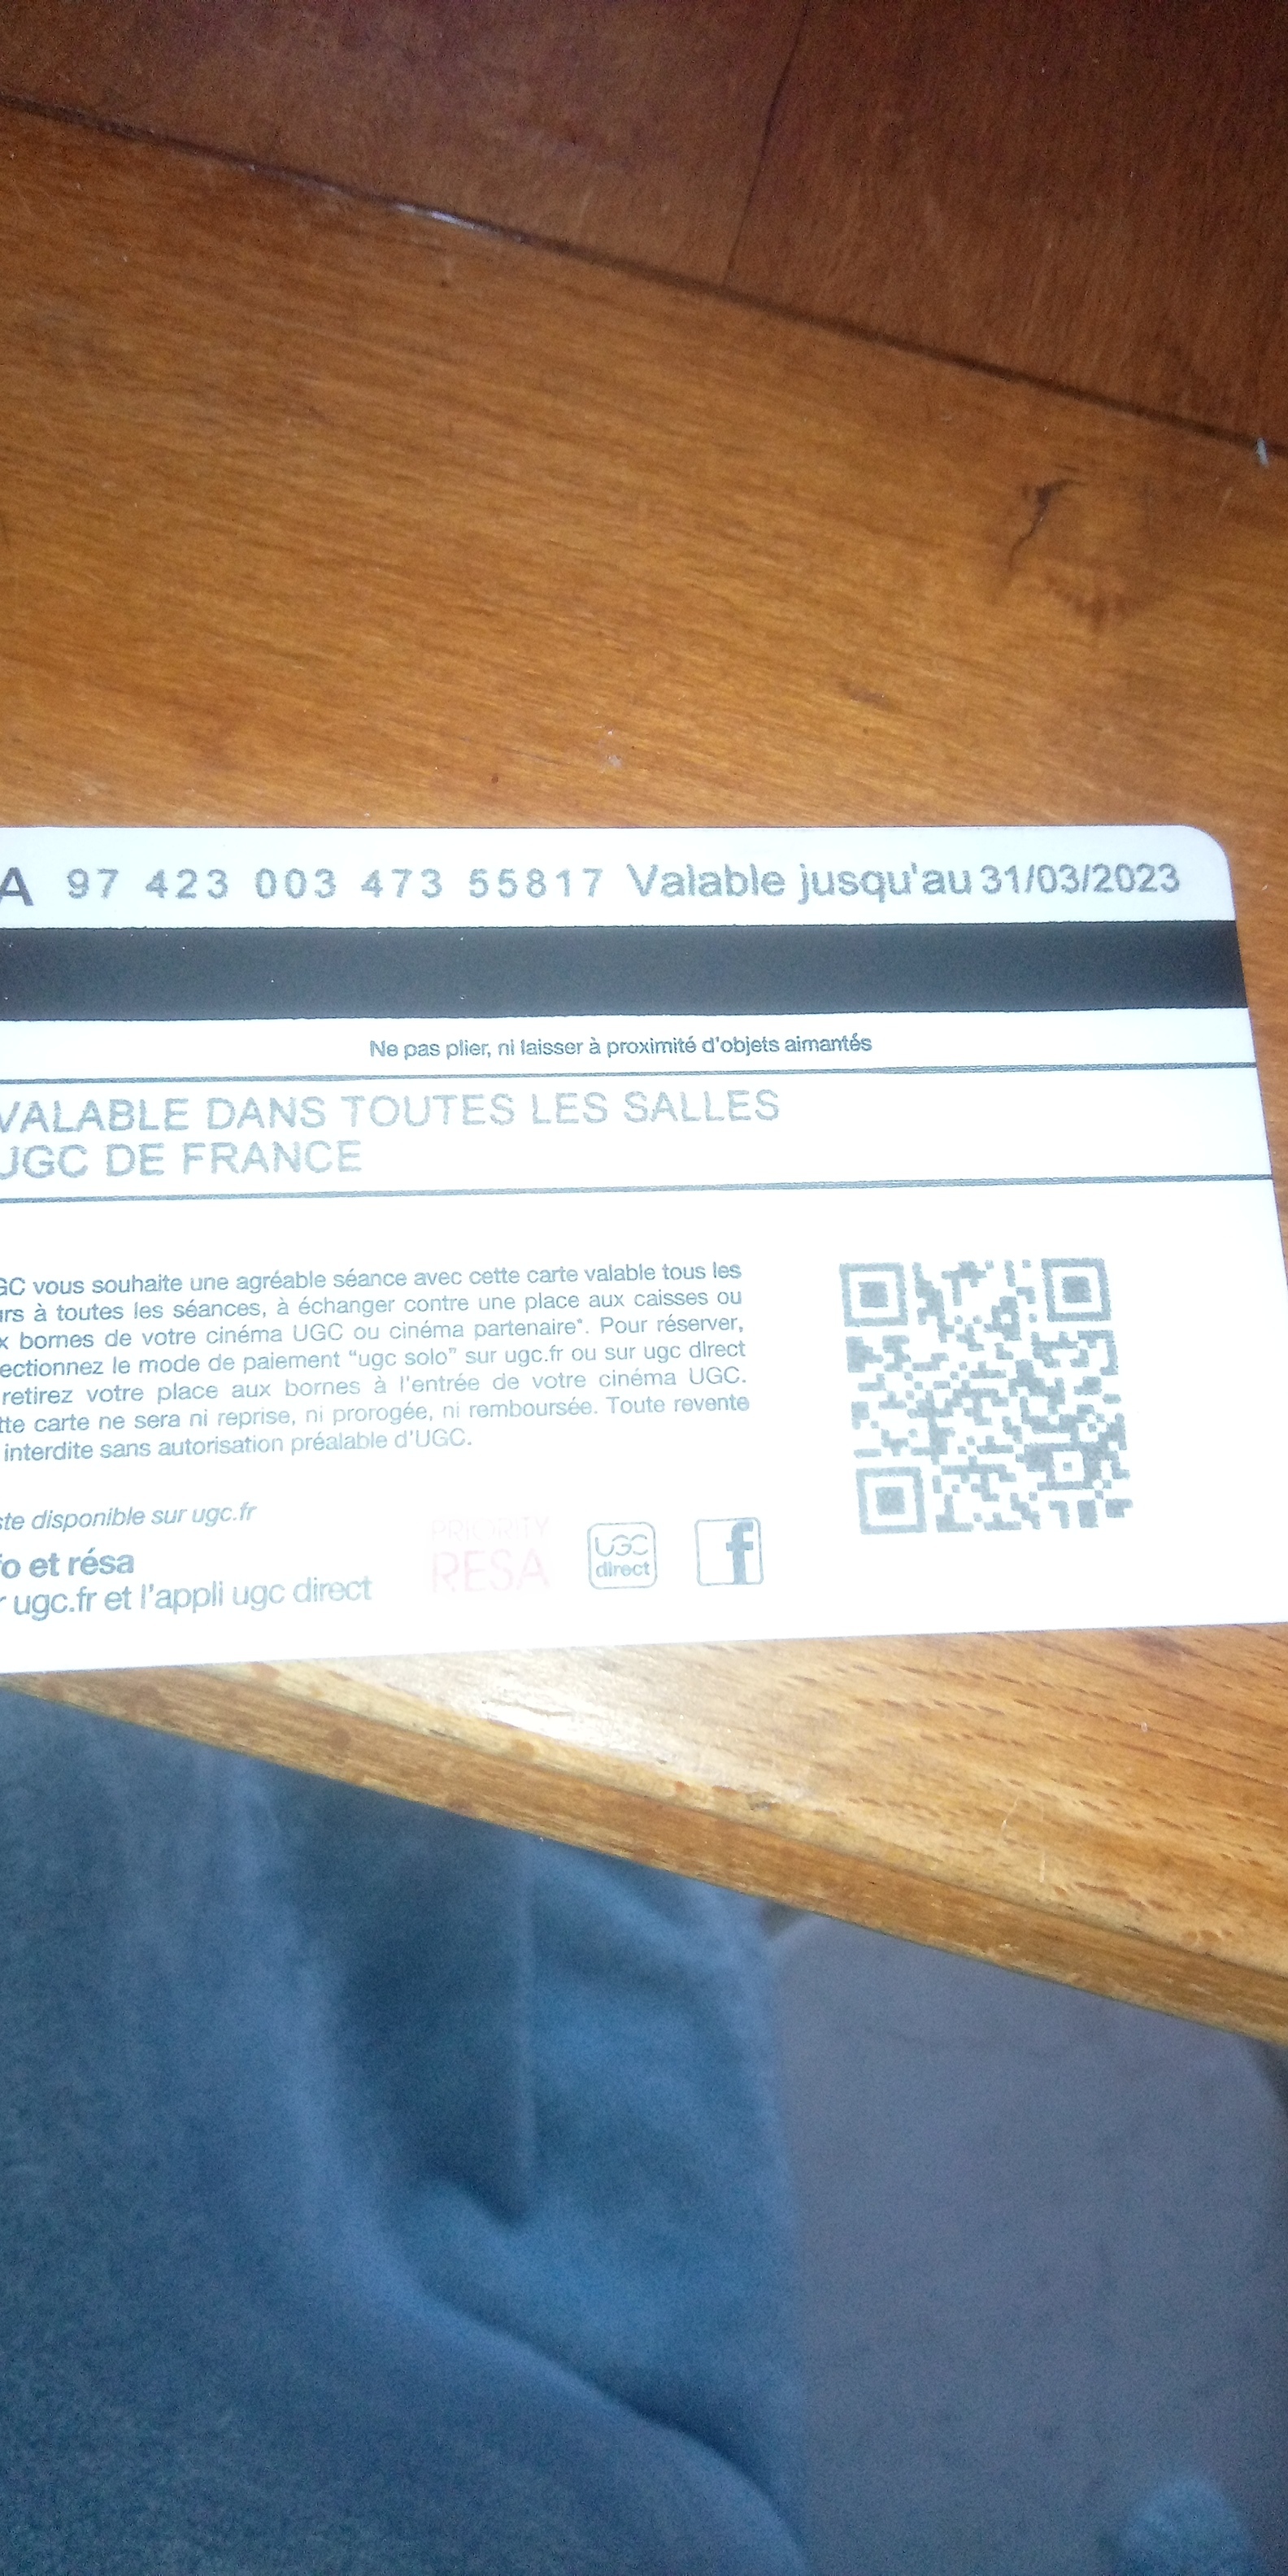 A 97 423 003 473 55817 Valable jusqu'au 31/03/2023
Ne pas plier, ni laisser à proximité d'objets aimantés
VALABLE DANS TOUTES LES SALLES
UGC DE FRANCE
GC vous souhaite une agréable séance avec cette carte valable tous les
urs à toutes les séances, à échanger contre une place aux caisses ou
x bornes de votre cinéma UGC ou cinéma partenaire*. Pour réserver,
ectionnez le mode de paiement "ugc solo" sur ugc.fr ou sur ugc direct
retirez votre place aux bornes à l'entrée de votre cinéma UGC.
tte carte ne sera ni reprise, ni prorogée, ni remboursée. Toute revente
interdite sans autorisation préalable d'UGC.
ste disponible sur ugc.fr
fo et résa
r ugc.fr et l'appli ugc direct
PRIORITY
RESA
UGC
direct
f